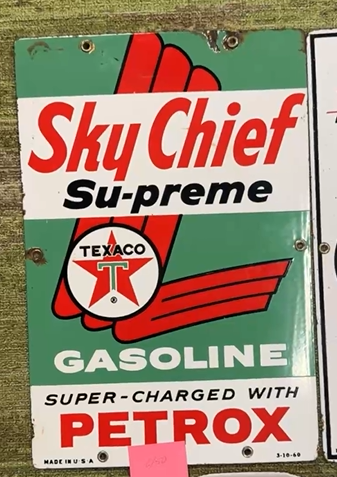 Sky Chief
Su-preme
TEXACO
T
®
GASOLINE
SUPER-CHARGED WITH
PETROX
MADE IN U·S·A 3-10-60